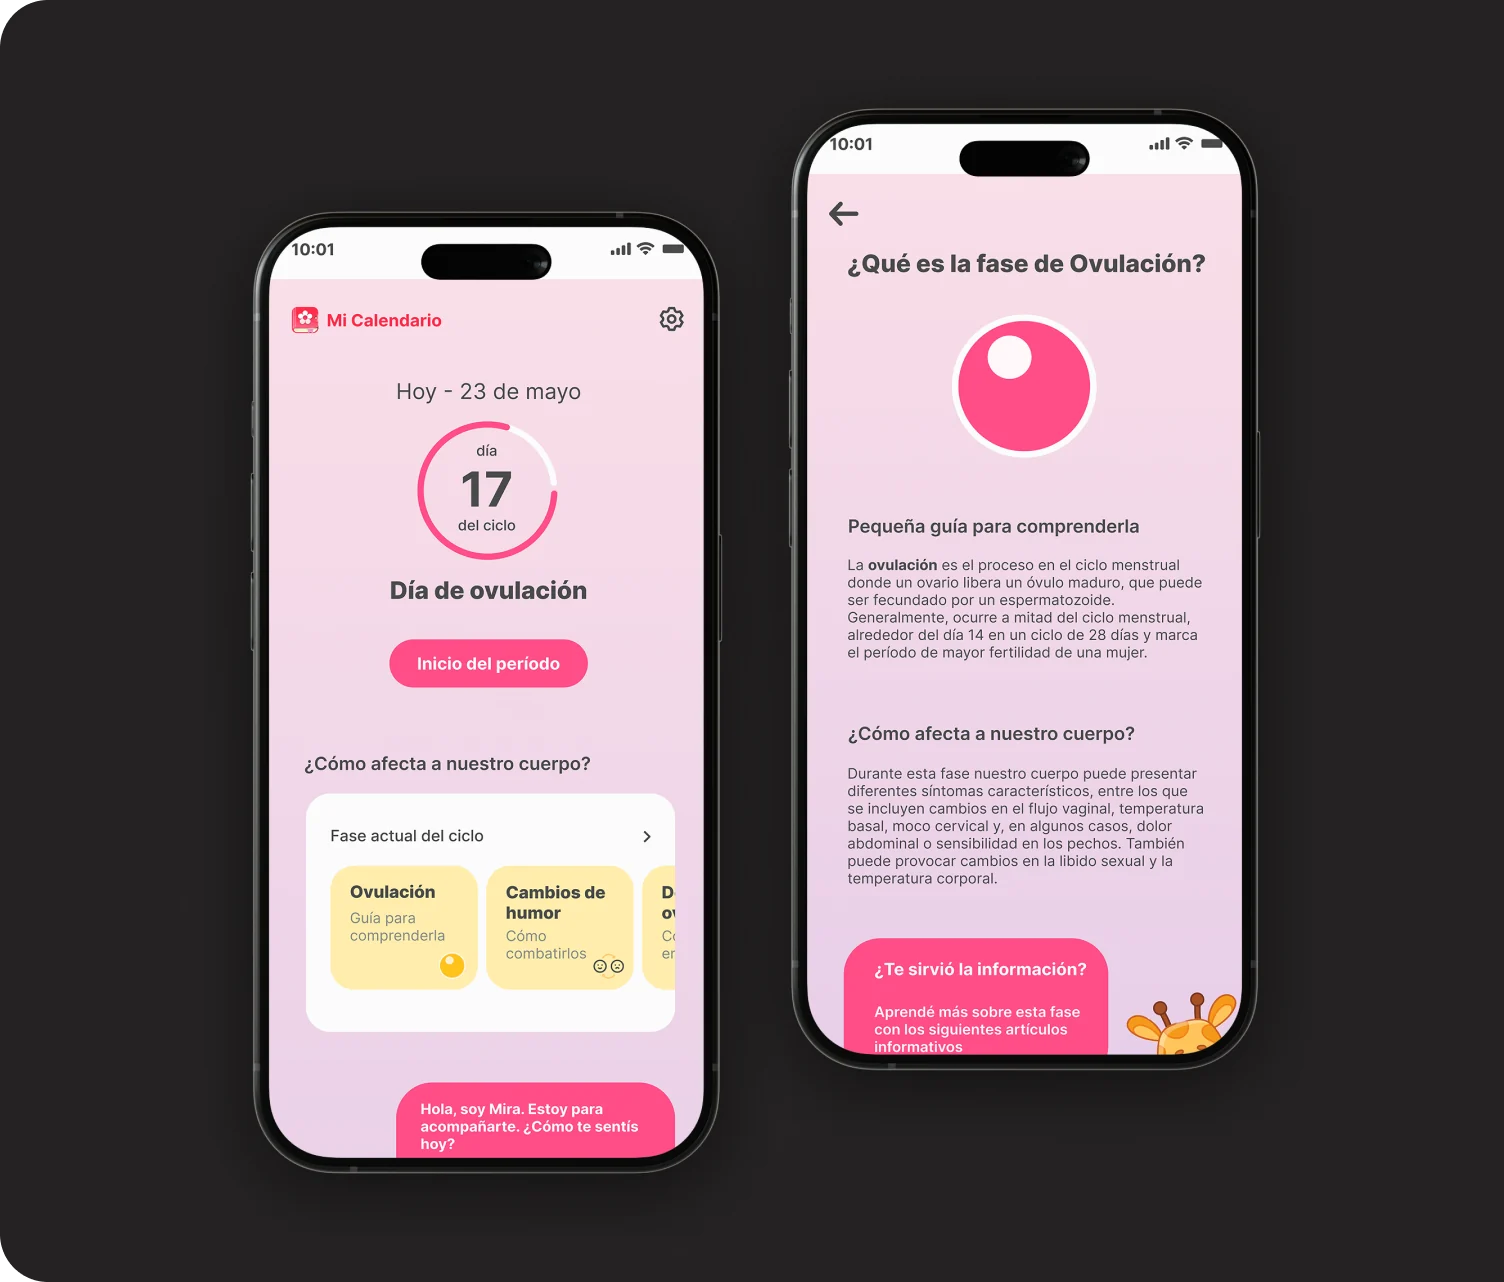 10:01
Mi Calendario
Hoy - 23 de mayo
día
17
del ciclo
Día de ovulación
Inicio del período
¿Cómo afecta a nuestro cuerpo?
Fase actual del ciclo
Ovulación
Guía para
comprenderla
Cambios de
humor
Cómo
combatirlos
Hola, soy Mira. Estoy para
acompañarte. ¿Cómo te sentís
hoy?
10:01
¿Qué es la fase de Ovulación?
Pequeña guía para comprenderla
La ovulación es el proceso en el ciclo menstrual
donde un ovario libera un óvulo maduro, que puede
ser fecundado por un espermatozoide.
Generalmente, ocurre a mitad del ciclo menstrual,
alrededor del día 14 en un ciclo de 28 días y marca
el período de mayor fertilidad de una mujer.
¿Cómo afecta a nuestro cuerpo?
Durante esta fase nuestro cuerpo puede presentar
diferentes síntomas característicos, entre los que
se incluyen cambios en el flujo vaginal, temperatura
basal, moco cervical y, en algunos casos, dolor
abdominal o sensibilidad en los pechos. También
puede provocar cambios en la libido sexual y la
temperatura corporal.
¿Te sirvió la información?
Aprendé más sobre esta fase
con los siguientes artículos
informativos